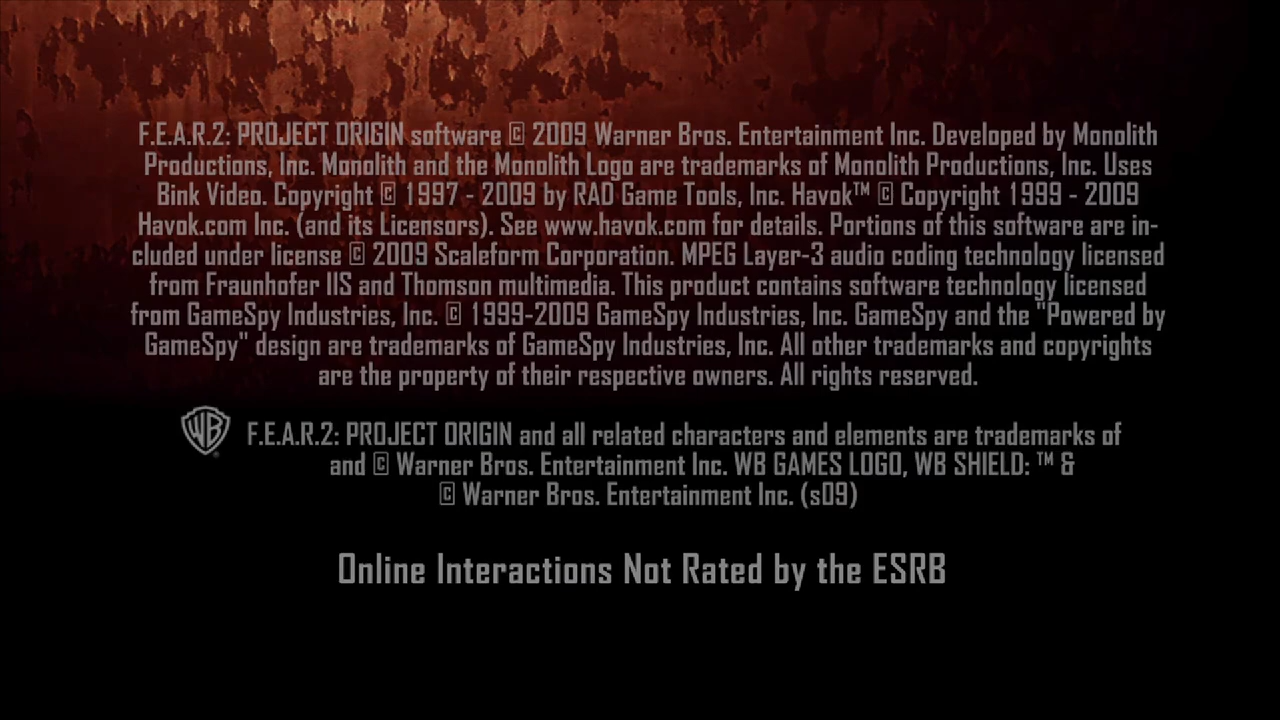 F.E.A.R.2: PROJECT ORIGIN software © 2009 Warner Bros. Entertainment Inc. Developed by Monolith
Productions, Inc. Monolith and the Monolith Logo are trademarks of Monolith Productions, Inc. Uses
Bink Video. Copyright © 1997 - 2009 by RAD Game Tools, Inc. Havok™ © Copyright 1999 - 2009
Havok.com Inc. (and its Licensors). See www.havok.com for details. Portions of this software are in-
cluded under license © 2009 Scaleform Corporation. MPEG Layer-3 audio coding technology licensed
from Fraunhofer IIS and Thomson multimedia. This product contains software technology licensed
from GameSpy Industries, Inc. © 1999-2009 GameSpy Industries, Inc. GameSpy and the "Powered by
GameSpy" design are trademarks of GameSpy Industries, Inc. All other trademarks and copyrights
are the property of their respective owners. All rights reserved.
WB F.E.A.R.2: PROJECT ORIGIN and all related characters and elements are trademarks of
and © Warner Bros. Entertainment Inc. WB GAMES LOGO, WB SHIELD: ™ &
© Warner Bros. Entertainment Inc. (s09)
Online Interactions Not Rated by the ESRB